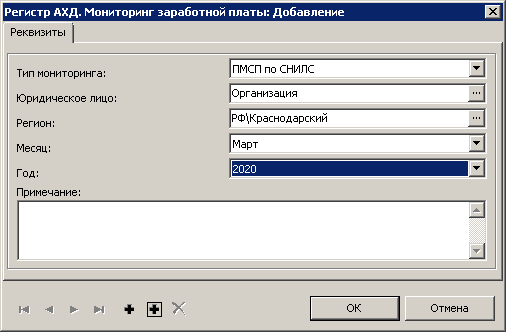 Регистр АХД. Мониторинг заработной платы: Добавление
Реквизиты
Тип мониторинга: ПМСП по СНИЛС
Юридическое лицо: Организация ...
Регион: РФ\Краснодарский ...
Месяц: Март
Год: 2020
Примечание:
OK Отмена